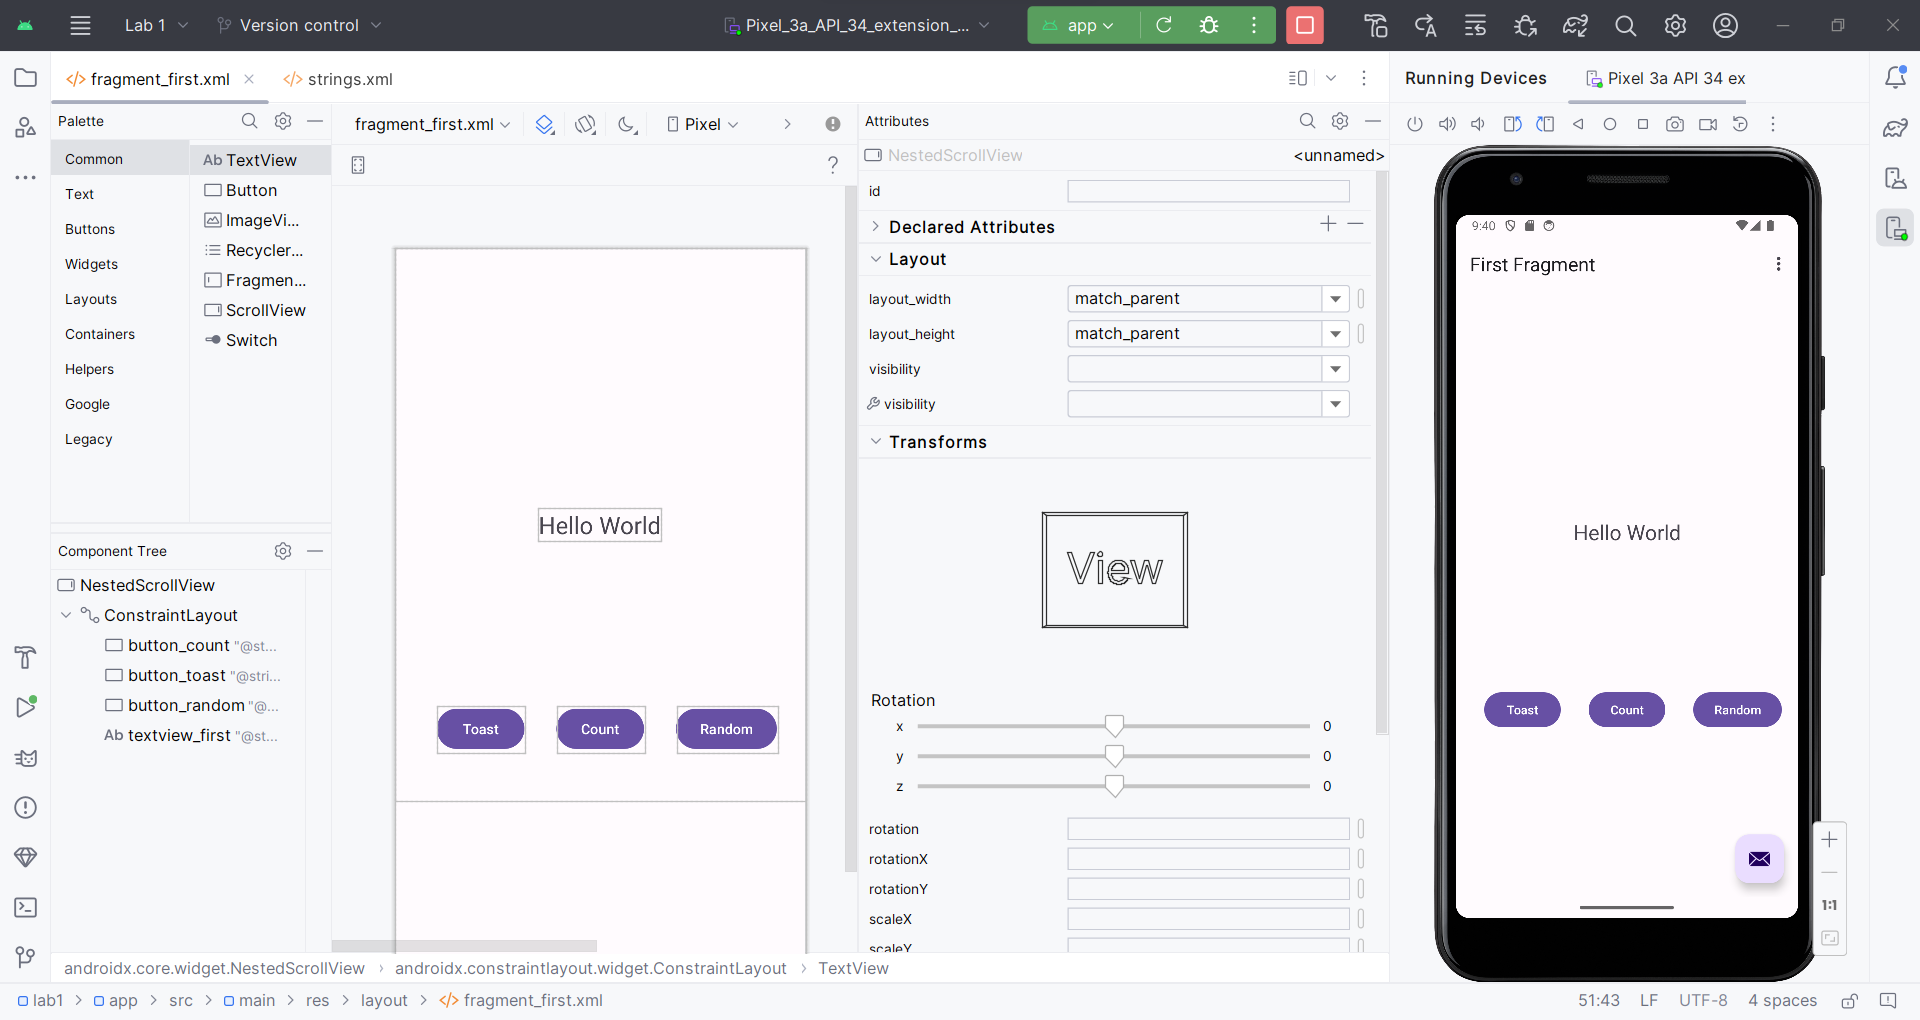 Lab 1
Version control
Pixel_3a_API_34_extension_...
app
fragment_first.xml
strings.xml
Running Devices
Pixel 3a API 34 ex
Palette
fragment_first.xml
Pixel
Attributes
Common
Text
Buttons
Widgets
Layouts
Containers
Helpers
Google
Legacy
Ab TextView
Button
ImageVi...
Recycler...
Fragmen...
ScrollView
Switch
?
NestedScrollView
<unnamed>
id
Declared Attributes
Layout
layout_width
match_parent
layout_height
match_parent
visibility
visibility
Transforms
View
Rotation
x
0
y
0
z
0
rotation
rotationX
rotationY
scaleX
scaleY
Hello World
Toast
Count
Random
Component Tree
NestedScrollView
ConstraintLayout
button_count "@st...
button_toast "@stri...
button_random "@...
Ab textview_first "@st...
9:40
First Fragment
Hello World
Toast
Count
Random
1:1
androidx.core.widget.NestedScrollView
androidx.constraintlayout.widget.ConstraintLayout
TextView
lab1
app
src
main
res
layout
fragment_first.xml
51:43
LF
UTF-8
4 spaces